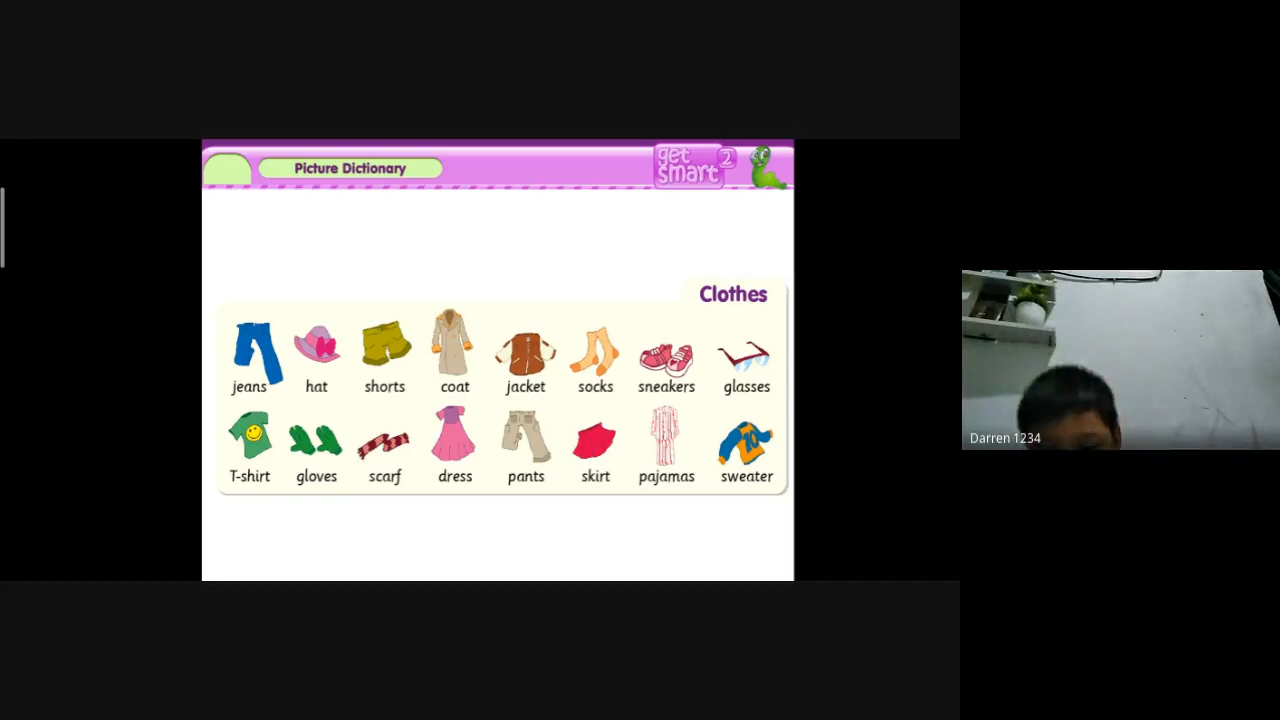 Picture Dictionary
get smart 2
Clothes
jeans hat shorts coat jacket socks sneakers glasses
70
T-shirt gloves scarf dress pants skirt pajamas sweater
Darren 1234